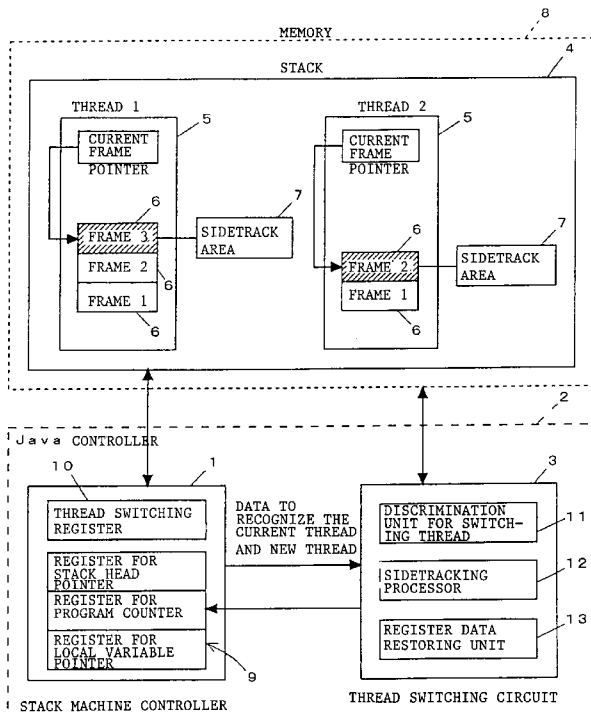 8
MEMORY
4
STACK
THREAD 1
5
CURRENT
FRAME
POINTER
6
7
FRAME 3
SIDETRACK
AREA
FRAME 2
6
FRAME 1
6
THREAD 2
5
CURRENT
FRAME
POINTER
6
7
FRAME 2
SIDETRACK
AREA
FRAME 1
6
2
Java CONTROLLER
10
1
THREAD SWITCHING
REGISTER
REGISTER FOR
STACK HEAD
POINTER
REGISTER FOR
PROGRAM COUNTER
REGISTER FOR
LOCAL VARIABLE
POINTER
9
STACK MACHINE CONTROLLER
DATA TO
RECOGNIZE THE
CURRENT THREAD
AND NEW THREAD
3
DISCRIMINATION
UNIT FOR SWITCH-
ING THREAD
11
SIDETRACKING
PROCESSOR
12
REGISTER DATA
RESTORING UNIT
13
THREAD SWITCHING CIRCUIT